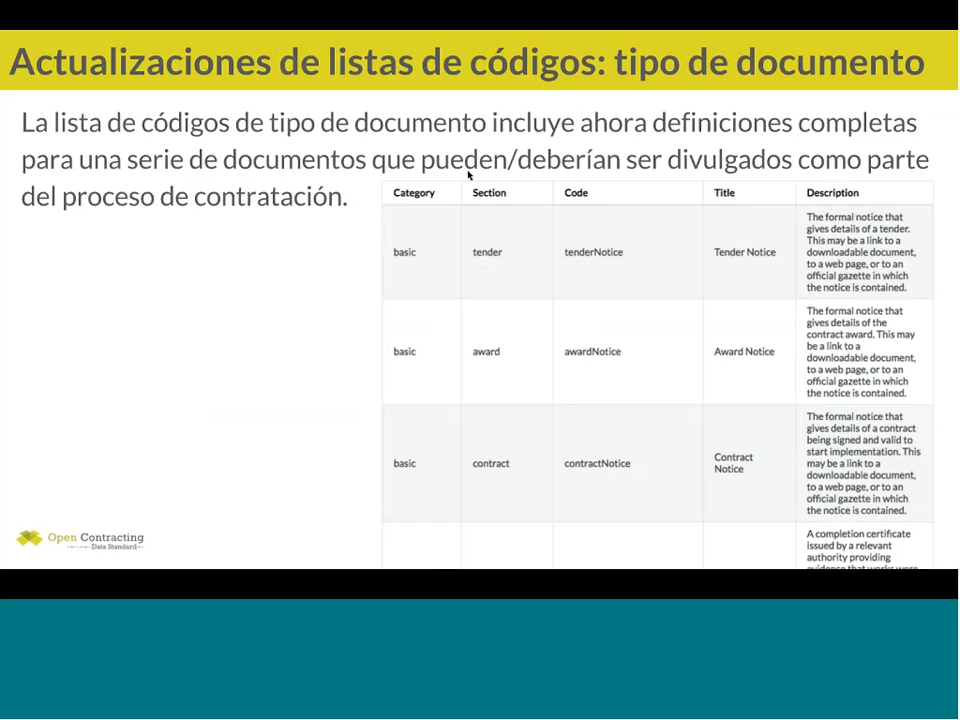 Actualizaciones de listas de códigos: tipo de documento
La lista de códigos de tipo de documento incluye ahora definiciones completas
para una serie de documentos que pueden/deberían ser divulgados como parte
del proceso de contratación.
Category Section Code Title Description
basic tender tenderNotice Tender Notice
The formal notice that
gives details of a tender.
This may be a link to a
downloadable document,
to a web page, or to an
official gazette in which
the notice is contained.
basic award awardNotice Award Notice
The formal notice that
gives details of the
contract award. This may
be a link to a
downloadable document,
to a web page, or to an
official gazette in which
the notice is contained.
basic contract contractNotice
Contract
Notice
The formal notice that
gives details of a contract
being signed and valid to
start implementation. This
may be a link to a
downloadable document,
to a web page, or to an
official gazette in which
the notice is contained.
A completion certificate
issued by a relevant
authority providing
evidence that works were
Open Contracting
Data Standard